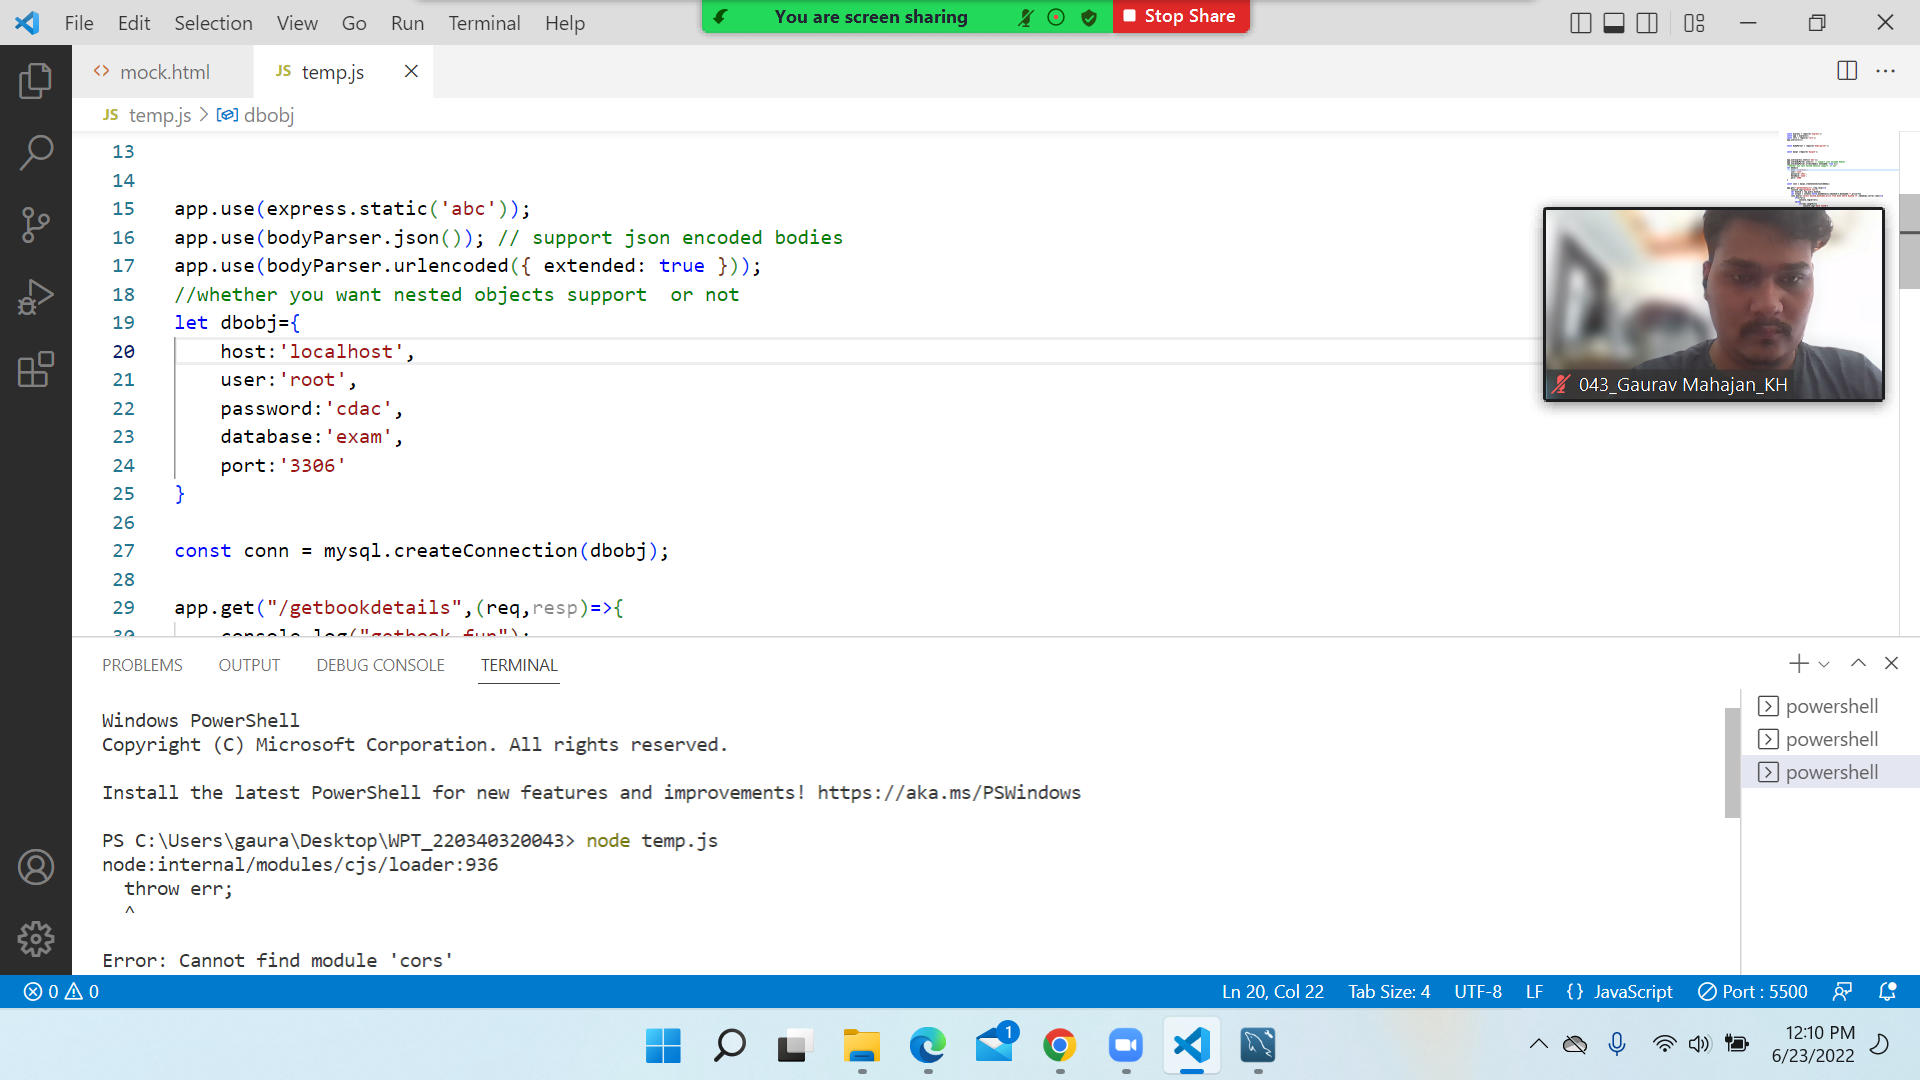 File Edit Selection View Go Run Terminal Help
You are screen sharing Stop Share
<> mock.html JS temp.js
JS temp.js > dbobj
13
14
15 app.use(express.static('abc'));
16 app.use(bodyParser.json()); // support json encoded bodies
17 app.use(bodyParser.urlencoded({ extended: true }));
18 //whether you want nested objects support  or not
19 let dbobj={
20 host:'localhost',
21 user:'root',
22 password:'cdac',
23 database:'exam',
24 port:'3306'
25 }
26
27 const conn = mysql.createConnection(dbobj);
28
29 app.get("/getbookdetails",(req,resp)=>{
30 console.log("getbook fun");
043_Gaurav Mahajan_KH
PROBLEMS OUTPUT DEBUG CONSOLE TERMINAL
powershell
powershell
powershell
Windows PowerShell
Copyright (C) Microsoft Corporation. All rights reserved.
Install the latest PowerShell for new features and improvements! https://aka.ms/PSWindows
PS C:\Users\gaura\Desktop\WPT_220340320043> node temp.js
node:internal/modules/cjs/loader:936
throw err;
^
Error: Cannot find module 'cors'
0 0 Ln 20, Col 22 Tab Size: 4 UTF-8 LF {} JavaScript Port : 5500
1
12:10 PM
6/23/2022